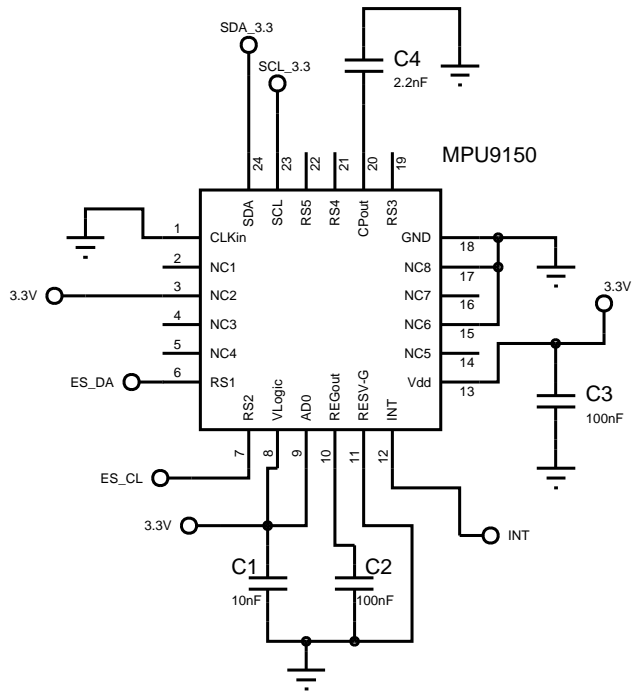 SDA_3.3
SCL_3.3
C4
2.2nF
MPU9150
24
23
22
21
20
19
SDA
SCL
RS5
RS4
CPout
RS3
1
CLKin
2
NC1
3.3V
3
NC2
4
NC3
5
NC4
ES_DA
6
RS1
GND
18
NC8
17
NC7
16
NC6
15
NC5
14
Vdd
13
3.3V
C3
100nF
RS2
VLogic
AD0
REGout
RESV-G
INT
7
8
9
10
11
12
ES_CL
3.3V
INT
C1
10nF
C2
100nF